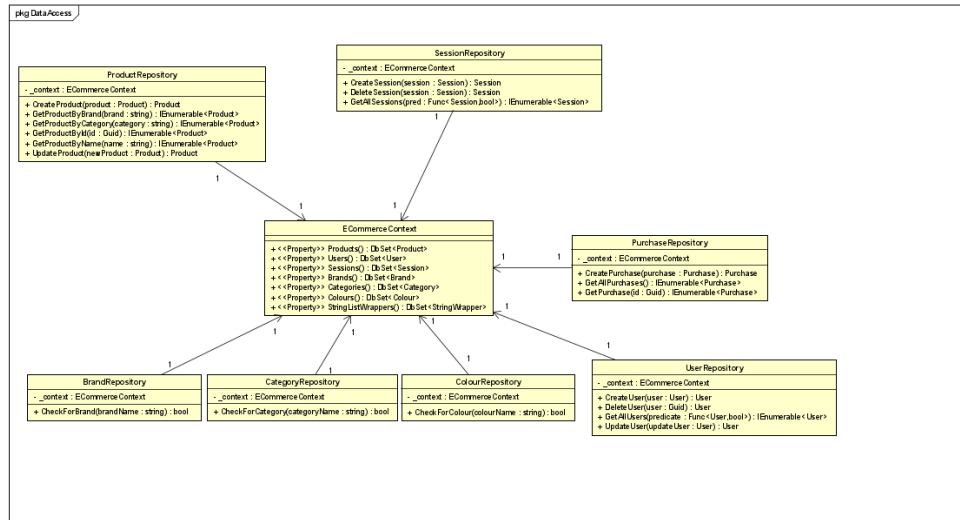 pkg DataAccess
SessionRepository
- _context : ECommerceContext
+ CreateSession(session : Session) : Session
+ DeleteSession(session : Session) : Session
+ GetAllSessions(pred : Func<Session,bool>) : IEnumerable<Session>
ProductRepository
- _context : ECommerceContext
+ CreateProduct(product : Product) : Product
+ GetProductByBrand(brand : string) : IEnumerable<Product>
+ GetProductByCategory(category : string) : IEnumerable<Product>
+ GetProductById(id : Guid) : IEnumerable<Product>
+ GetProductByName(name : string) : IEnumerable<Product>
+ UpdateProduct(newProduct : Product) : Product
1
1
1
1
ECommerceContext
+ <<Property>> Products() : DbSet<Product>
+ <<Property>> Users() : DbSet<User>
+ <<Property>> Sessions() : DbSet<Session>
+ <<Property>> Brands() : DbSet<Brand>
+ <<Property>> Categories() : DbSet<Category>
+ <<Property>> Colours() : DbSet<Colour>
+ <<Property>> StringListWrappers() : DbSet<StringWrapper>
PurchaseRepository
- _context : ECommerceContext
+ CreatePurchase(purchase : Purchase) : Purchase
+ GetAllPurchases() : IEnumerable<Purchase>
+ GetPurchase(id : Guid) : IEnumerable<Purchase>
1
1
1
1
1
1
1
1
1
1
BrandRepository
- _context : ECommerceContext
+ CheckForBrand(brandName : string) : bool
CategoryRepository
- _context : ECommerceContext
+ CheckForCategory(categoryName : string) : bool
ColourRepository
- _context : ECommerceContext
+ CheckForColour(colourName : string) : bool
UserRepository
- _context : ECommerceContext
+ CreateUser(user : User) : User
+ DeleteUser(user : Guid) : User
+ GetAllUsers(predicate : Func<User,bool>) : IEnumerable<User>
+ UpdateUser(updateUser : User) : User